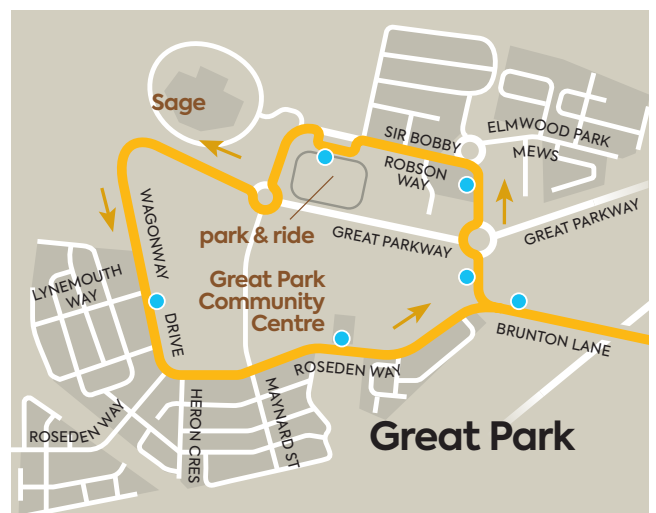 Sage
SIR BOBBY
ROBSON
WAY
ELMWOOD PARK
MEWS
WAGONWAY
DRIVE
park & ride
GREAT PARKWAY
GREAT PARKWAY
LYNEMOUTH
WAY
Great Park
Community
Centre
BRUNTON LANE
ROSEDEN WAY
ROSEDEN WAY
HERON CRES
MAYNARD ST
Great Park